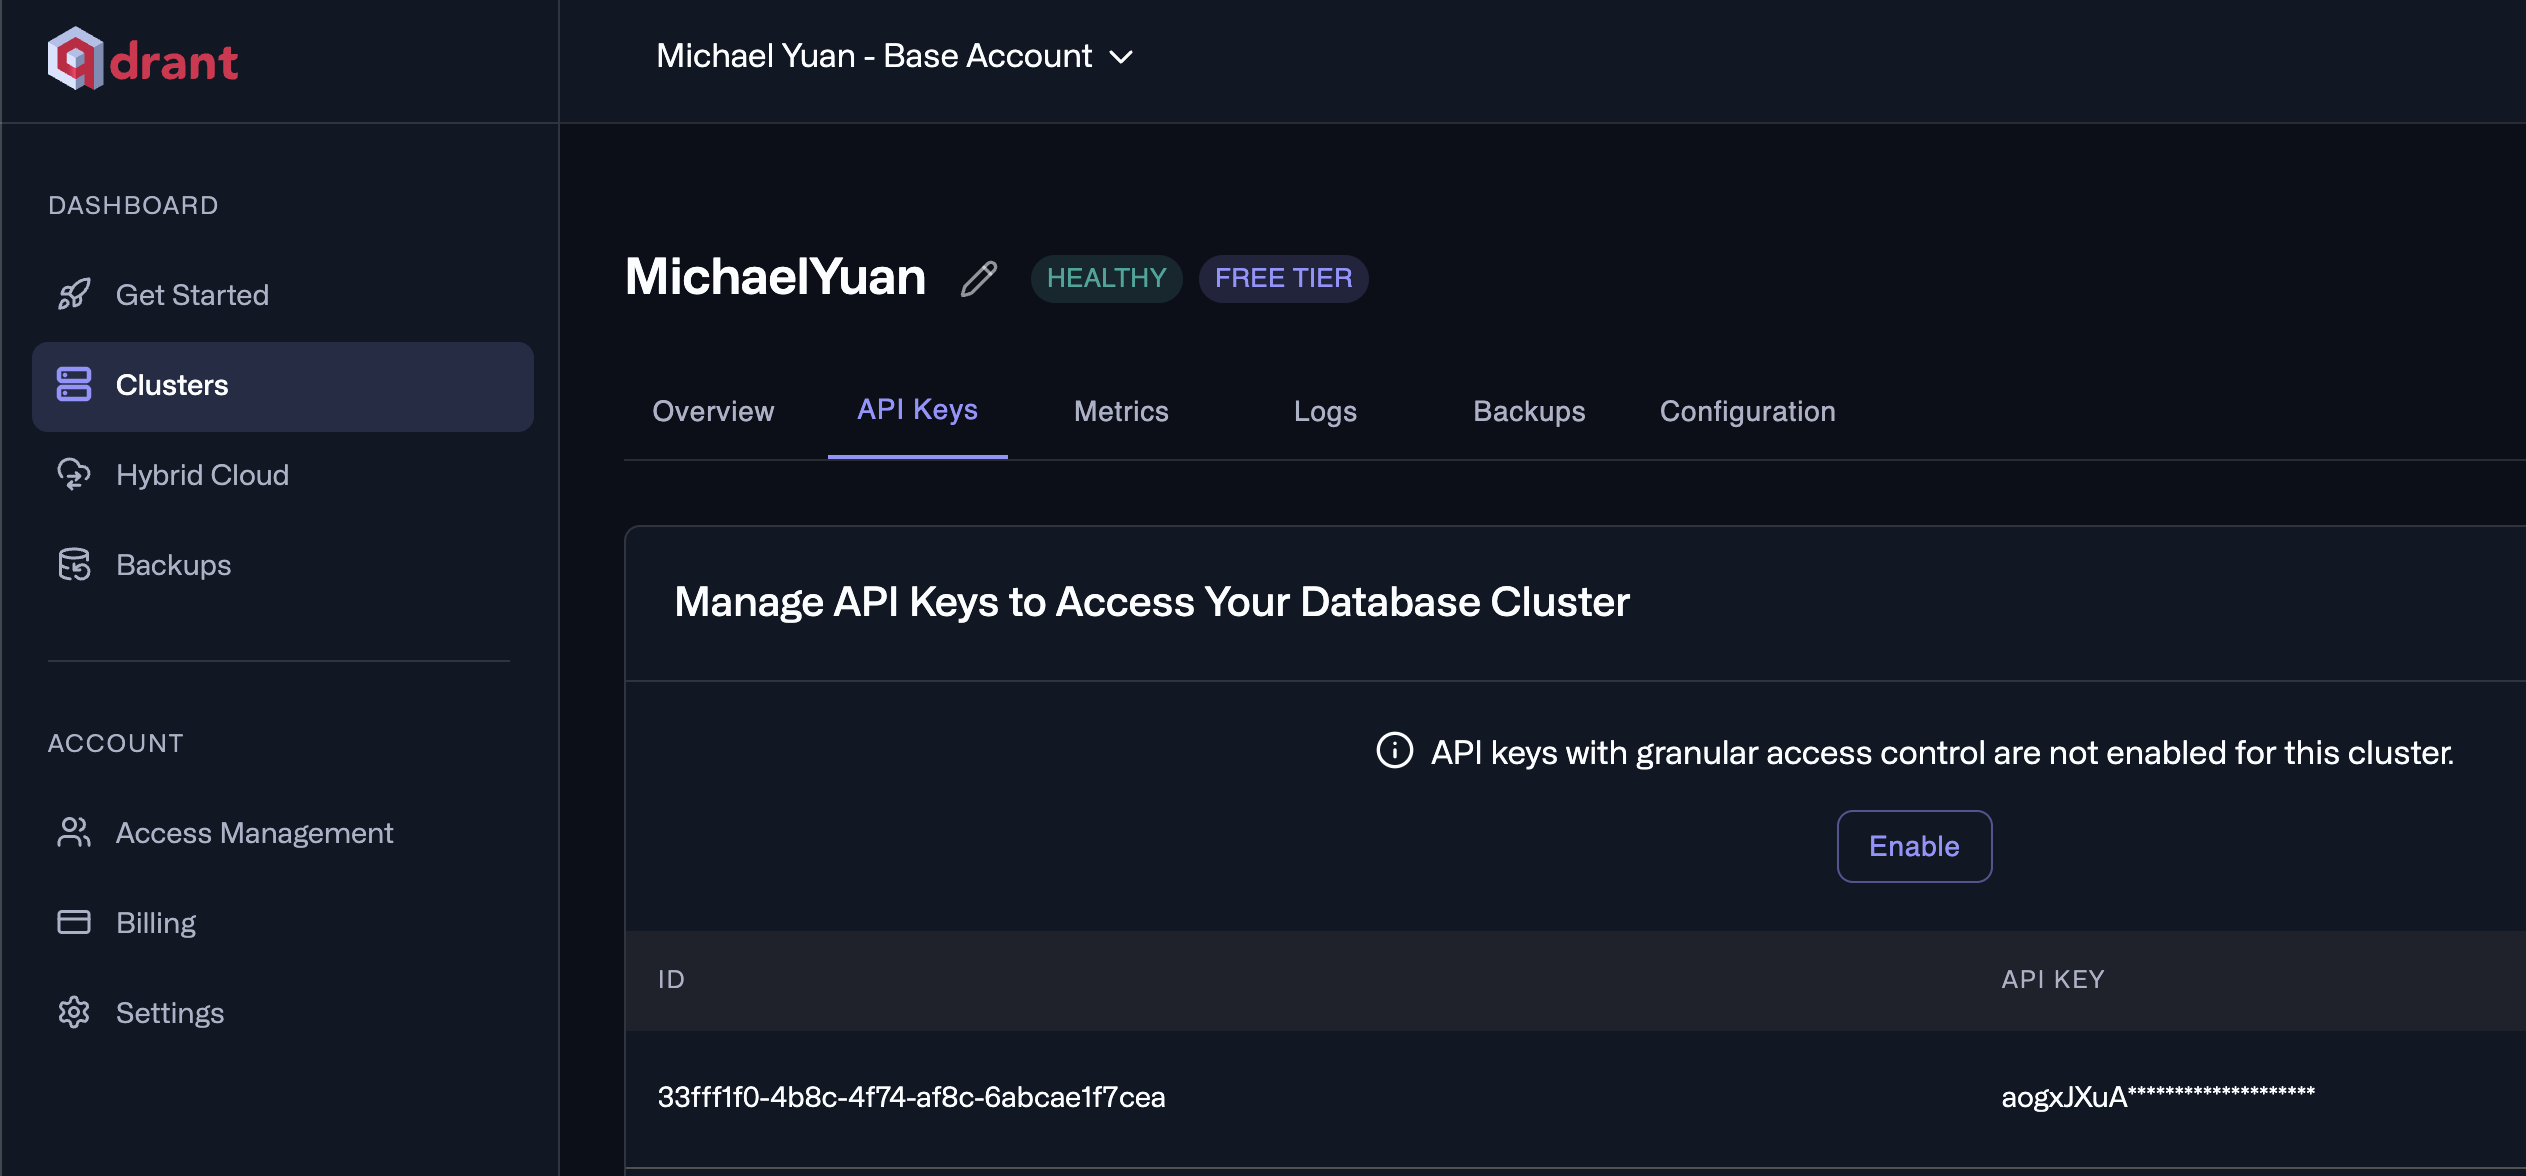 qdrant
Michael Yuan - Base Account
DASHBOARD
Get Started
Clusters
Hybrid Cloud
Backups
ACCOUNT
Access Management
Billing
Settings
MichaelYuan
HEALTHY
FREE TIER
Overview
API Keys
Metrics
Logs
Backups
Configuration
Manage API Keys to Access Your Database Cluster
API keys with granular access control are not enabled for this cluster.
Enable
ID
API KEY
33fff1f0-4b8c-4f74-af8c-6abcae1f7cea
aogxJXuA********************